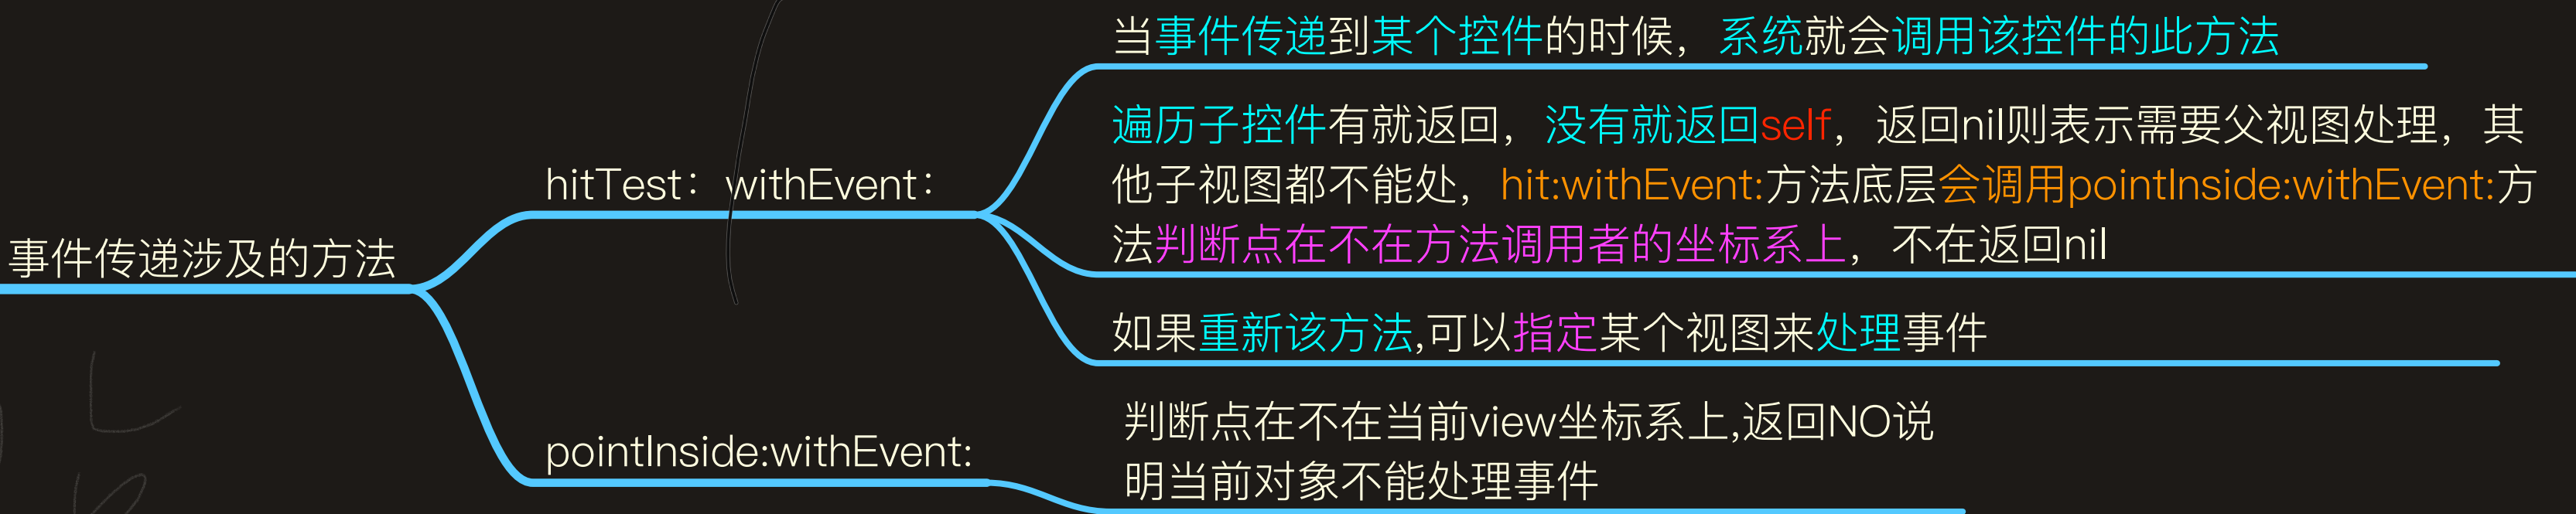 事件传递涉及的方法
hitTest：withEvent：
当事件传递到某个控件的时候，系统就会调用该控件的此方法
遍历子控件有就返回，没有就返回self，返回nil则表示需要父视图处理，其
他子视图都不能处，hit:withEvent:方法底层会调用pointInside:withEvent:方
法判断点在不在方法调用者的坐标系上，不在返回nil
如果重新该方法,可以指定某个视图来处理事件
pointInside:withEvent:
判断点在不在当前view坐标系上,返回NO说
明当前对象不能处理事件